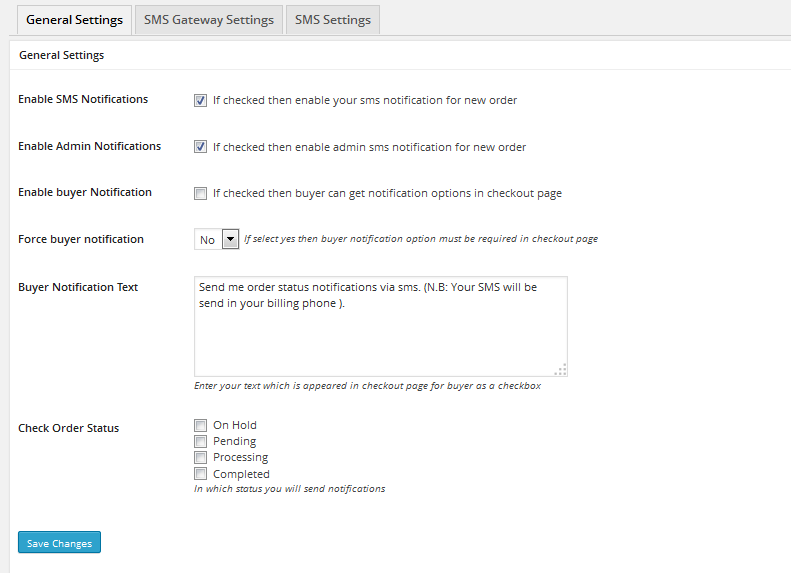 General Settings SMS Gateway Settings SMS Settings
General Settings
Enable SMS Notifications If checked then enable your sms notification for new order
Enable Admin Notifications If checked then enable admin sms notification for new order
Enable buyer Notification If checked then buyer can get notification options in checkout page
Force buyer notification No If select yes then buyer notification option must be required in checkout page
Buyer Notification Text Send me order status notifications via sms. (N.B: Your SMS will be
send in your billing phone ).
Enter your text which is appeared in checkout page for buyer as a checkbox
Check Order Status On Hold
Pending
Processing
Completed
In which status you will send notifications
Save Changes